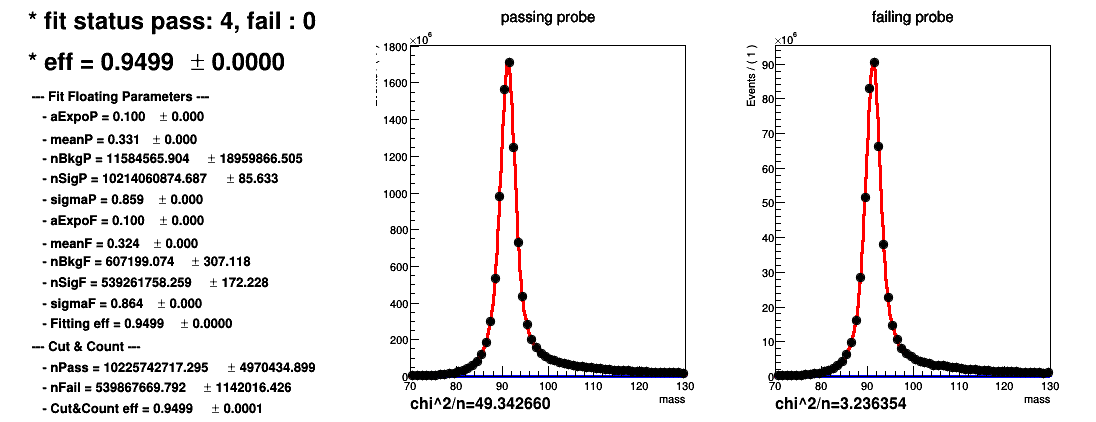 * fit status pass: 4, fail : 0
* eff = 0.9499 ± 0.0000
--- Fit Floating Parameters ---
- aExpoP = 0.100 ± 0.000
- meanP = 0.331 ± 0.000
- nBkgP = 11584565.904 ± 18959866.505
- nSigP = 10214060874.687 ± 85.633
- sigmaP = 0.859 ± 0.000
- aExpoF = 0.100 ± 0.000
- meanF = 0.324 ± 0.000
- nBkgF = 607199.074 ± 307.118
- nSigF = 539261758.259 ± 172.228
- sigmaF = 0.864 ± 0.000
- Fitting eff = 0.9499 ± 0.0000
--- Cut & Count ---
- nPass = 10225742717.295 ± 4970434.899
- nFail = 539867669.792 ± 1142016.426
- Cut&Count eff = 0.9499 ± 0.0001
passing probe
×10^6
1800
1600
1400
1200
1000
800
600
400
200
0
70 80 90 100 110 120 130
mass
chi^2/n=49.342660
failing probe
×10^6
Events / ( 1 )
90
80
70
60
50
40
30
20
10
0
70 80 90 100 110 120 130
mass
chi^2/n=3.236354